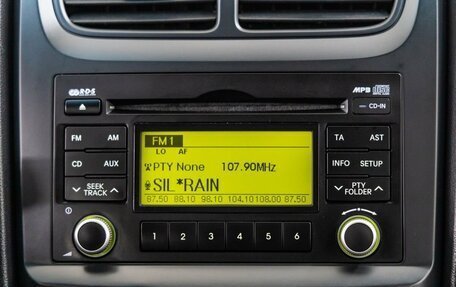 RDS
MP3
CD-IN
FM AM
CD AUX
SEEK
TRACK
FM1
LO AF
PTY None 107.90MHz
SIL*RAIN
87.50 88.10 98.10 104.10 108.00 87.50
TA AST
INFO SETUP
PTY
FOLDER
1 2 3 4 5 6